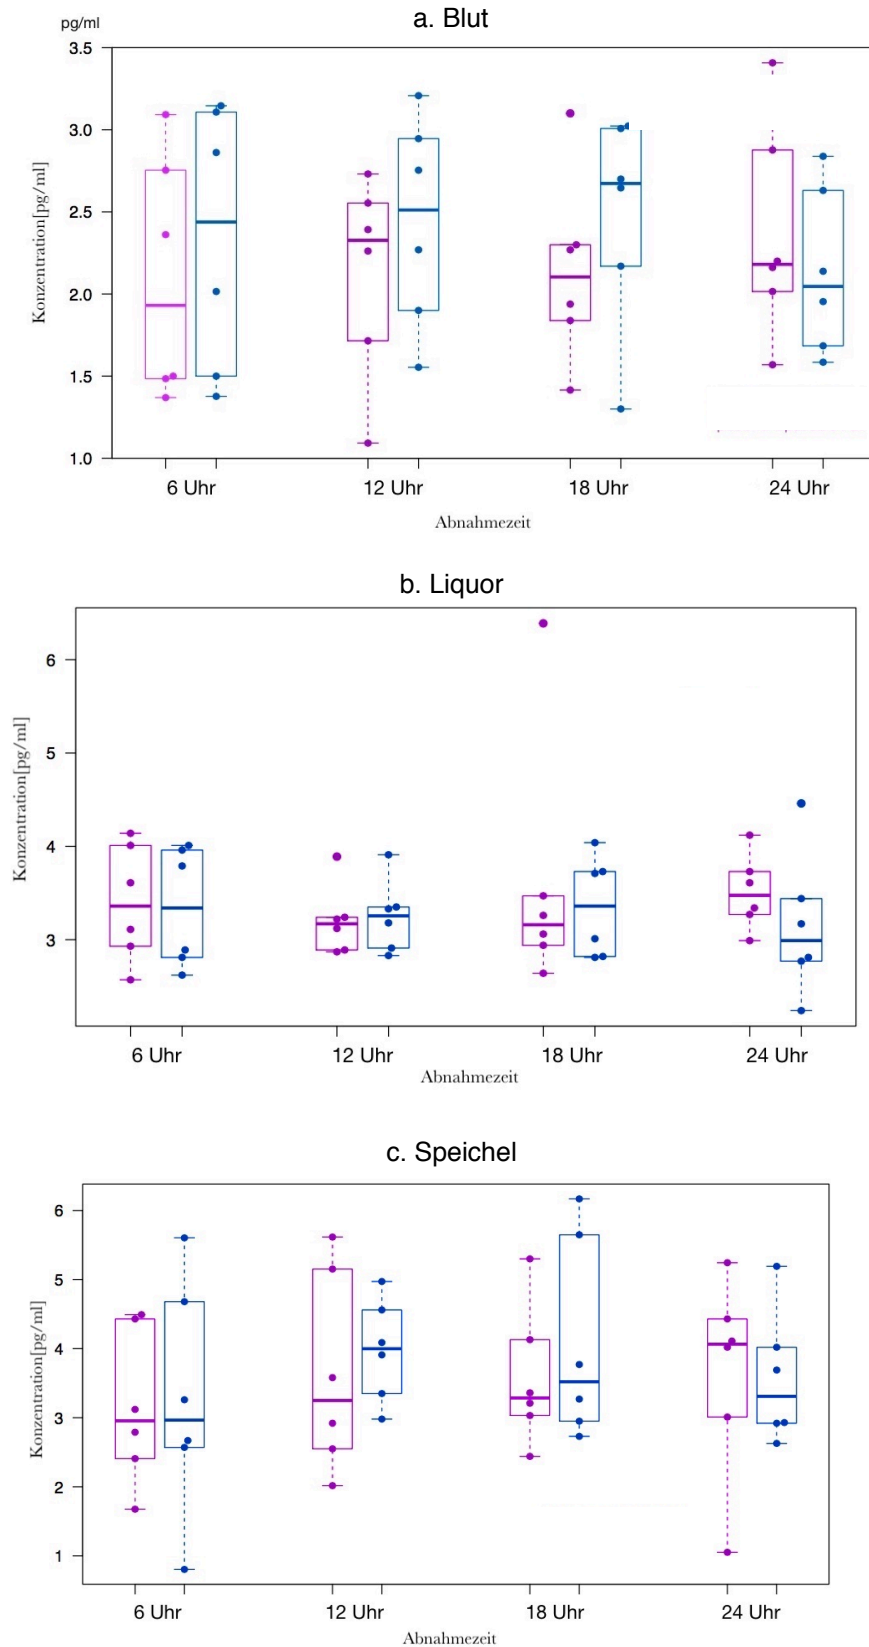 a. Blut
pg/ml
3.5
3.0
2.5
2.0
1.5
1.0
Konzentration[pg/ml]
6 Uhr 12 Uhr 18 Uhr 24 Uhr
Abnahmezeit
b. Liquor
6
5
4
3
Konzentration[pg/ml]
6 Uhr 12 Uhr 18 Uhr 24 Uhr
Abnahmezeit
c. Speichel
6
5
4
3
2
1
Konzentration[pg/ml]
6 Uhr 12 Uhr 18 Uhr 24 Uhr
Abnahmezeit